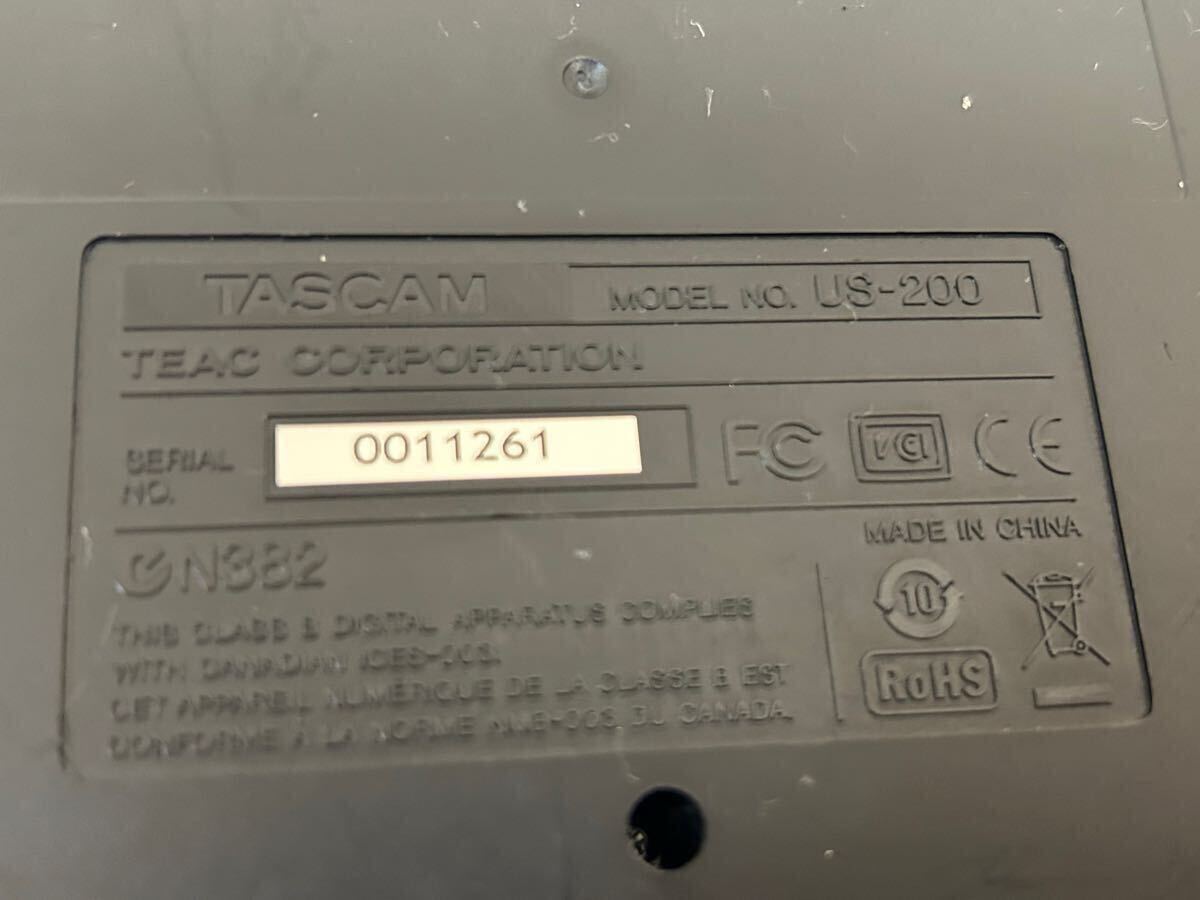 TASCAM MODEL NO. US-200
TEAC CORPORATION
SERIAL NO. 0011261
FC VCI CE
MADE IN CHINA
N382
10
THIS CLASS B DIGITAL APPARATUS COMPLIES
WITH CANADIAN ICES-003.
CET APPAREIL NUMÉRIQUE DE LA CLASSE B EST
CONFORME À LA NORME NMB-003 DU CANADA.
RoHS